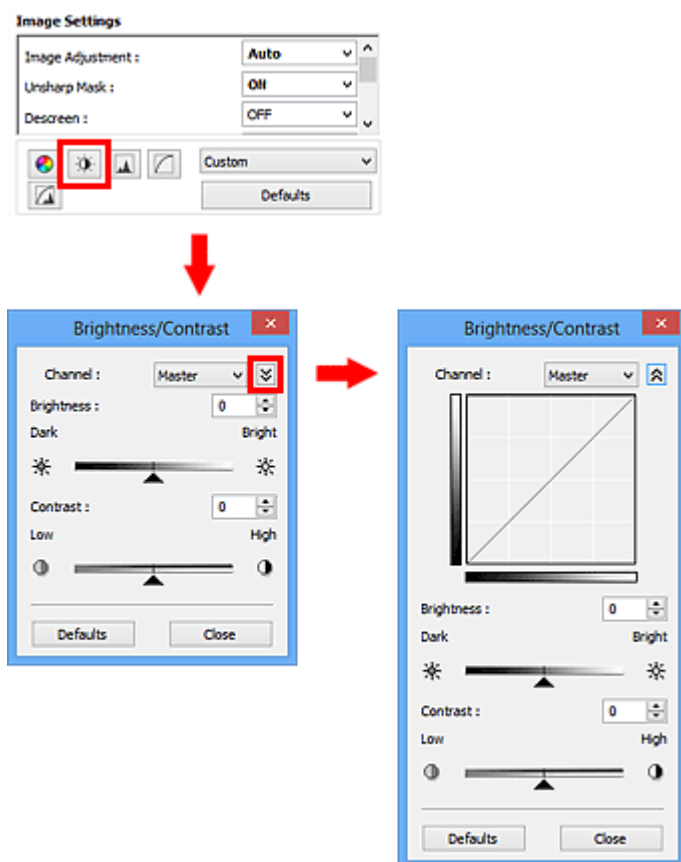 Image Settings
Image Adjustment : Auto
Unsharp Mask : ON
Descreen : OFF
Custom
Defaults
Brightness/Contrast
Channel : Master
Brightness : 0
Dark Bright
Contrast : 0
Low High
Defaults Close
Brightness/Contrast
Channel : Master
Brightness : 0
Dark Bright
Contrast : 0
Low High
Defaults Close